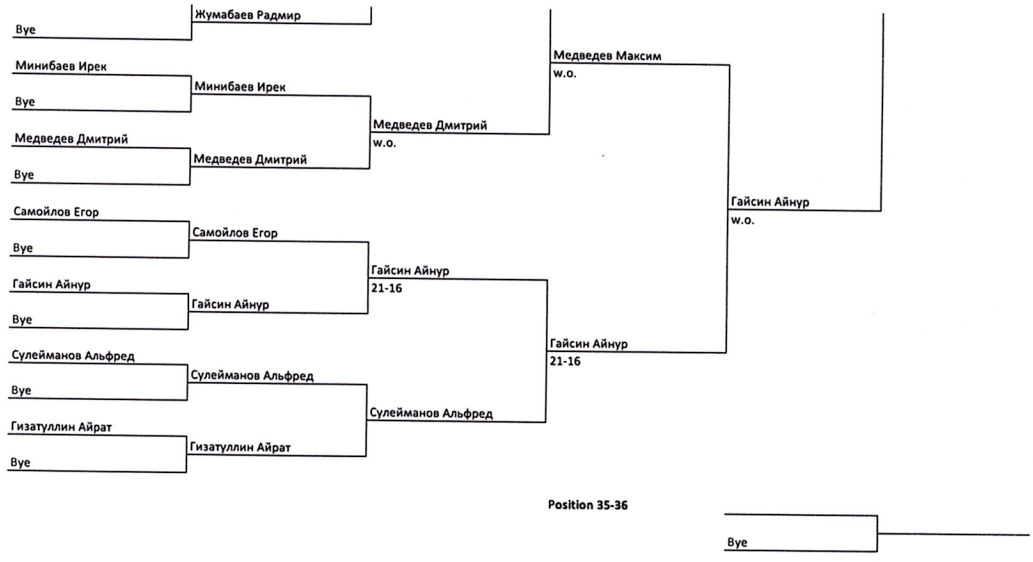 Жумабаев Радмир
Bye
Медведев Максим
w.o.
Минибаев Ирек
Минибаев Ирек
Bye
Медведев Дмитрий
w.o.
Медведев Дмитрий
Медведев Дмитрий
Bye
Гайсин Айнур
w.o.
Самойлов Егор
Самойлов Егор
Bye
Гайсин Айнур
21-16
Гайсин Айнур
Гайсин Айнур
Bye
Гайсин Айнур
21-16
Сулейманов Альфред
Сулейманов Альфред
Bye
Сулейманов Альфред
Гизатуллин Айрат
Гизатуллин Айрат
Bye
Position 35-36
Bye